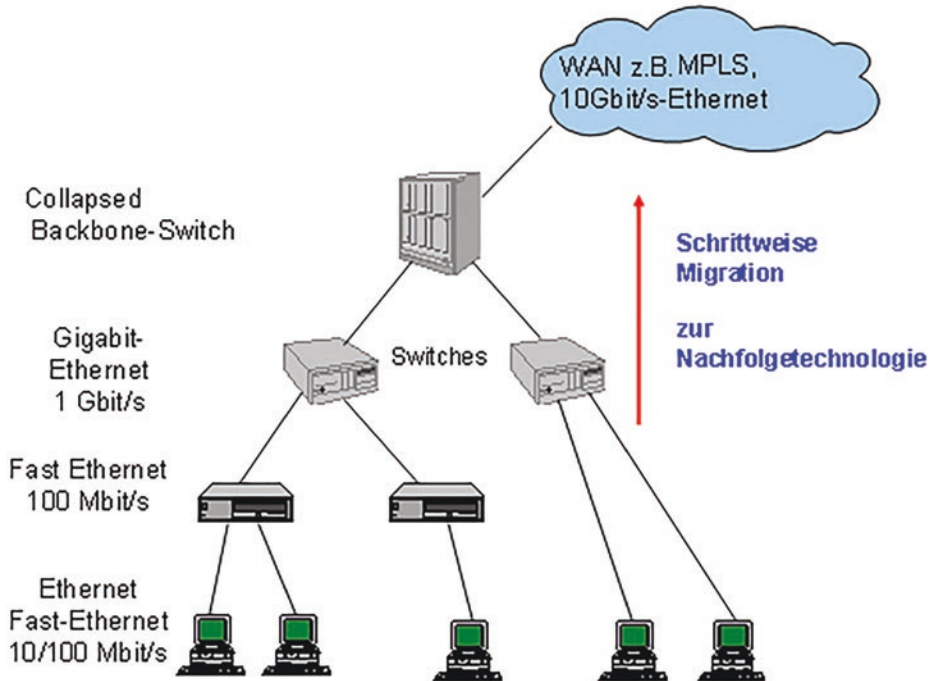 WAN z.B. MPLS,
10Gbit/s-Ethernet
Collapsed
Backbone-Switch
Schrittweise
Migration
zur
Nachfolgetechnologie
Gigabit-
Ethernet
1 Gbit/s
Switches
Fast Ethernet
100 Mbit/s
Ethernet
Fast-Ethernet
10/100 Mbit/s